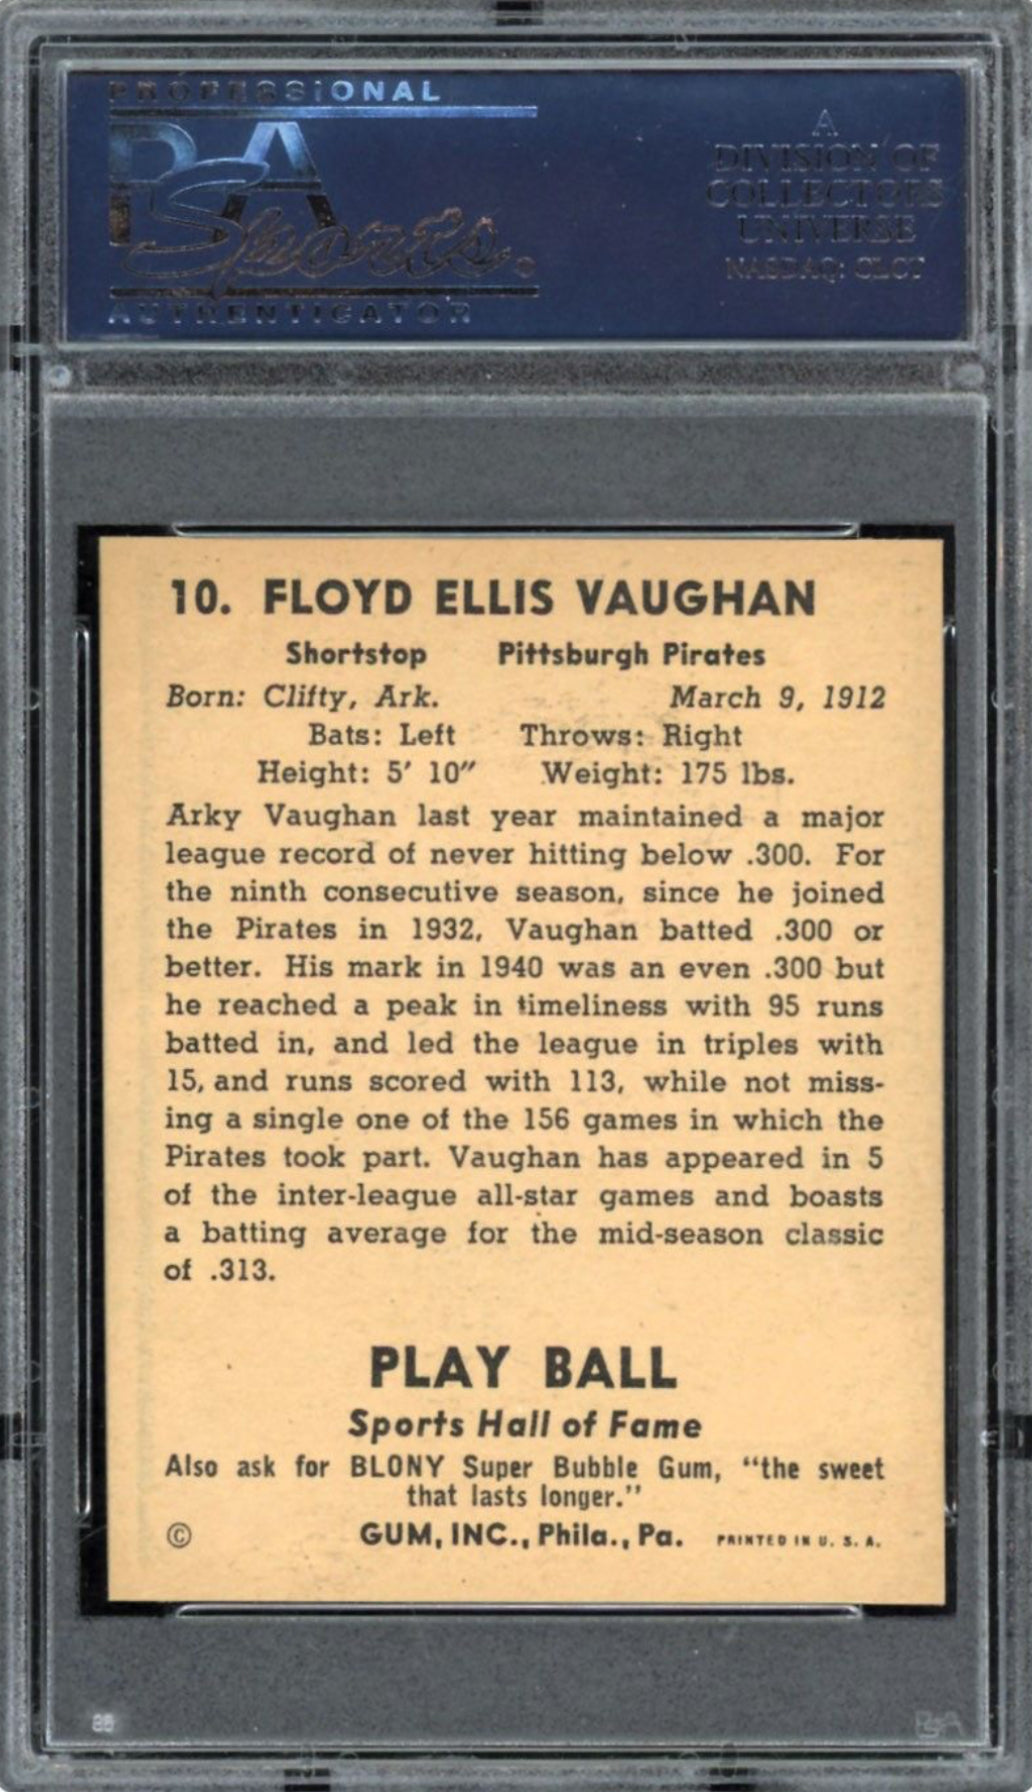 PROFESSIONAL
PSA
Sports
AUTHENTICATOR
A
DIVISION OF
COLLECTORS
UNIVERSE
NASDAQ: CLCT
10. FLOYD ELLIS VAUGHAN
Shortstop Pittsburgh Pirates
Born: Clifty, Ark. March 9, 1912
Bats: Left Throws: Right
Height: 5′ 10″ Weight: 175 lbs.
Arky Vaughan last year maintained a major
league record of never hitting below .300. For
the ninth consecutive season, since he joined
the Pirates in 1932, Vaughan batted .300 or
better. His mark in 1940 was an even .300 but
he reached a peak in timeliness with 95 runs
batted in, and led the league in triples with
15, and runs scored with 113, while not miss-
ing a single one of the 156 games in which the
Pirates took part. Vaughan has appeared in 5
of the inter-league all-star games and boasts
a batting average for the mid-season classic
of .313.
PLAY BALL
Sports Hall of Fame
Also ask for BLONY Super Bubble Gum, "the sweet
that lasts longer."
© GUM, INC., Phila., Pa. PRINTED IN U. S. A.
PSA